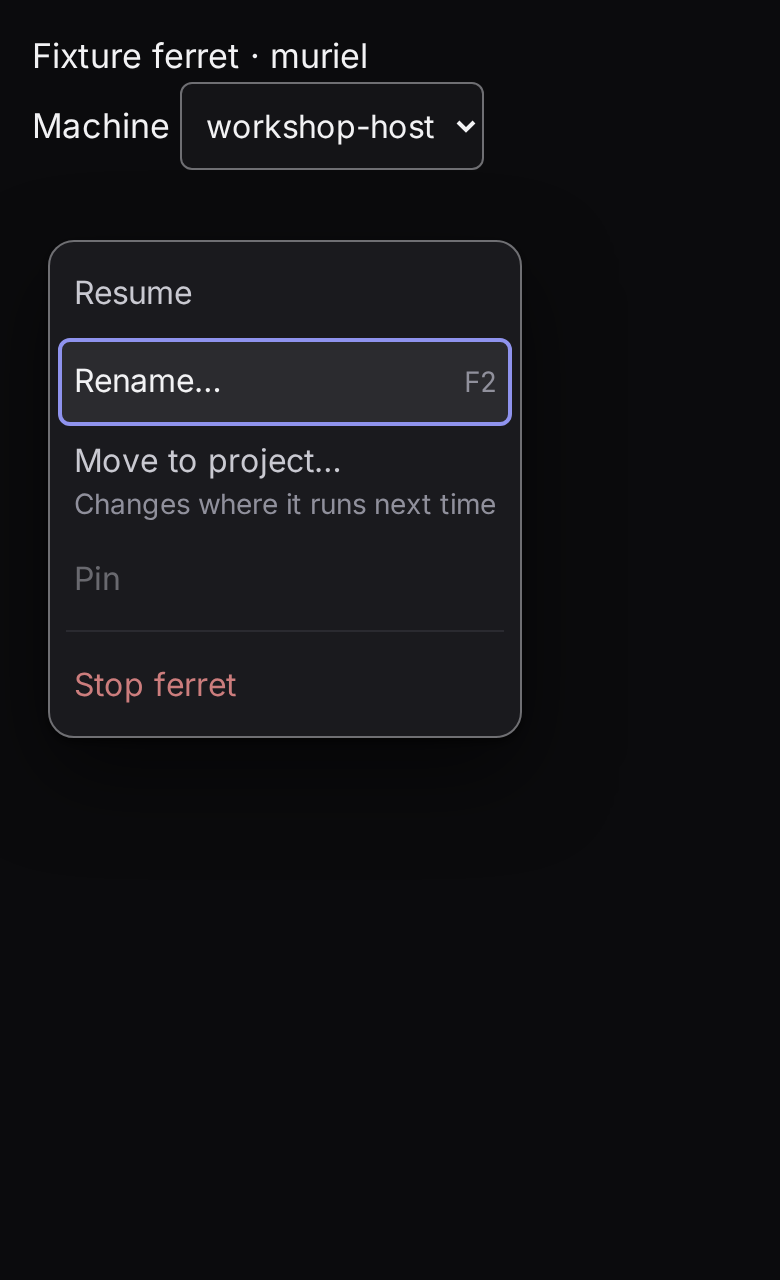 Fixture ferret · muriel
Machine workshop-host
Resume
Rename… F2
Move to project…
Changes where it runs next time
Pin
Stop ferret